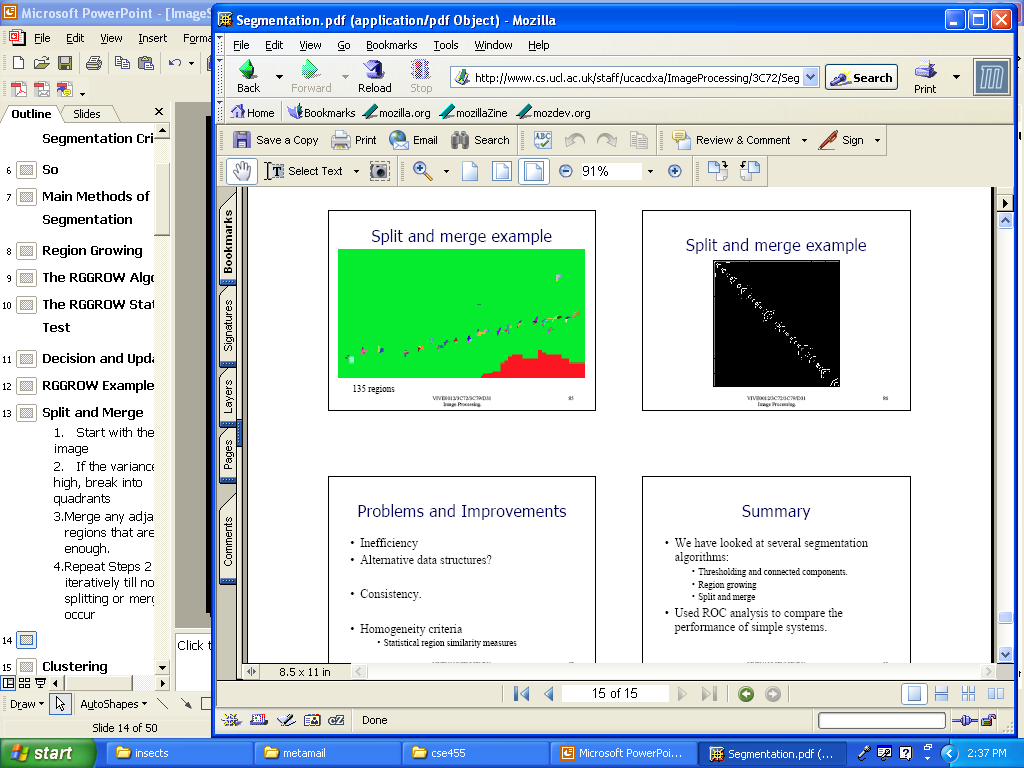 Microsoft PowerPoint - [ImageS
File Edit View Insert Forma
Outline Slides
Segmentation Cri
6 So
7 Main Methods of
Segmentation
8 Region Growing
9 The RGGROW Algo
10 The RGGROW Stat
Test
11 Decision and Upda
12 RGGROW Example
13 Split and Merge
1. Start with the
image
2. If the variance
high, break into
quadrants
3.Merge any adja
regions that are
enough.
4.Repeat Steps 2
iteratively till no
splitting or merg
occur
14
15 Clustering
Click t
Draw AutoShapes
Slide 14 of 50
Segmentation.pdf (application/pdf Object) - Mozilla
File Edit View Go Bookmarks Tools Window Help
Back Forward Reload Stop
http://www.cs.ucl.ac.uk/staff/ucacdxa/ImageProcessing/3C72/Seg
Search
Print
Home Bookmarks mozilla.org mozillaZine mozdev.org
Save a Copy Print Email Search Review & Comment Sign
Select Text 91%
Bookmarks
Signatures
Layers
Pages
Comments
Split and merge example
135 regions
Image Processing.
85
Split and merge example
Image Processing.
86
Problems and Improvements
• Inefficiency
• Alternative data structures?
• Consistency.
• Homogeneity criteria
• Statistical region similarity measures
Summary
• We have looked at several segmentation
algorithms:
• Thresholding and connected components.
• Region growing
• Split and merge
• Used ROC analysis to compare the
performance of simple systems.
8.5 x 11 in
15 of 15
Done
start insects metamail cse455 Microsoft PowerPoi... Segmentation.pdf (... 2:37 PM